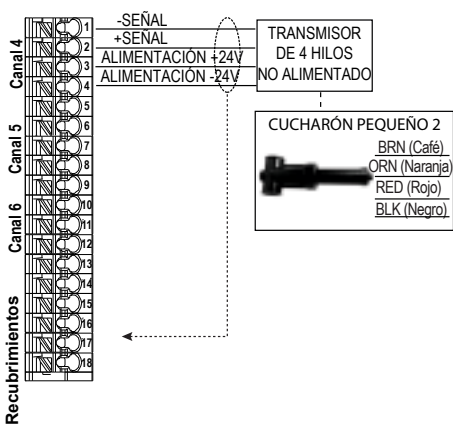 -SEÑAL
+SEÑAL
ALIMENTACIÓN +24V
ALIMENTACIÓN -24V
TRANSMISOR
DE 4 HILOS
NO ALIMENTADO
CUCHARÓN PEQUEÑO 2
BRN (Café)
ORN (Naranja)
RED (Rojo)
BLK (Negro)
Canal 4
Canal 5
Canal 6
Recubrimientos
1
2
3
4
5
6
7
8
9
10
11
12
13
14
15
16
17
18